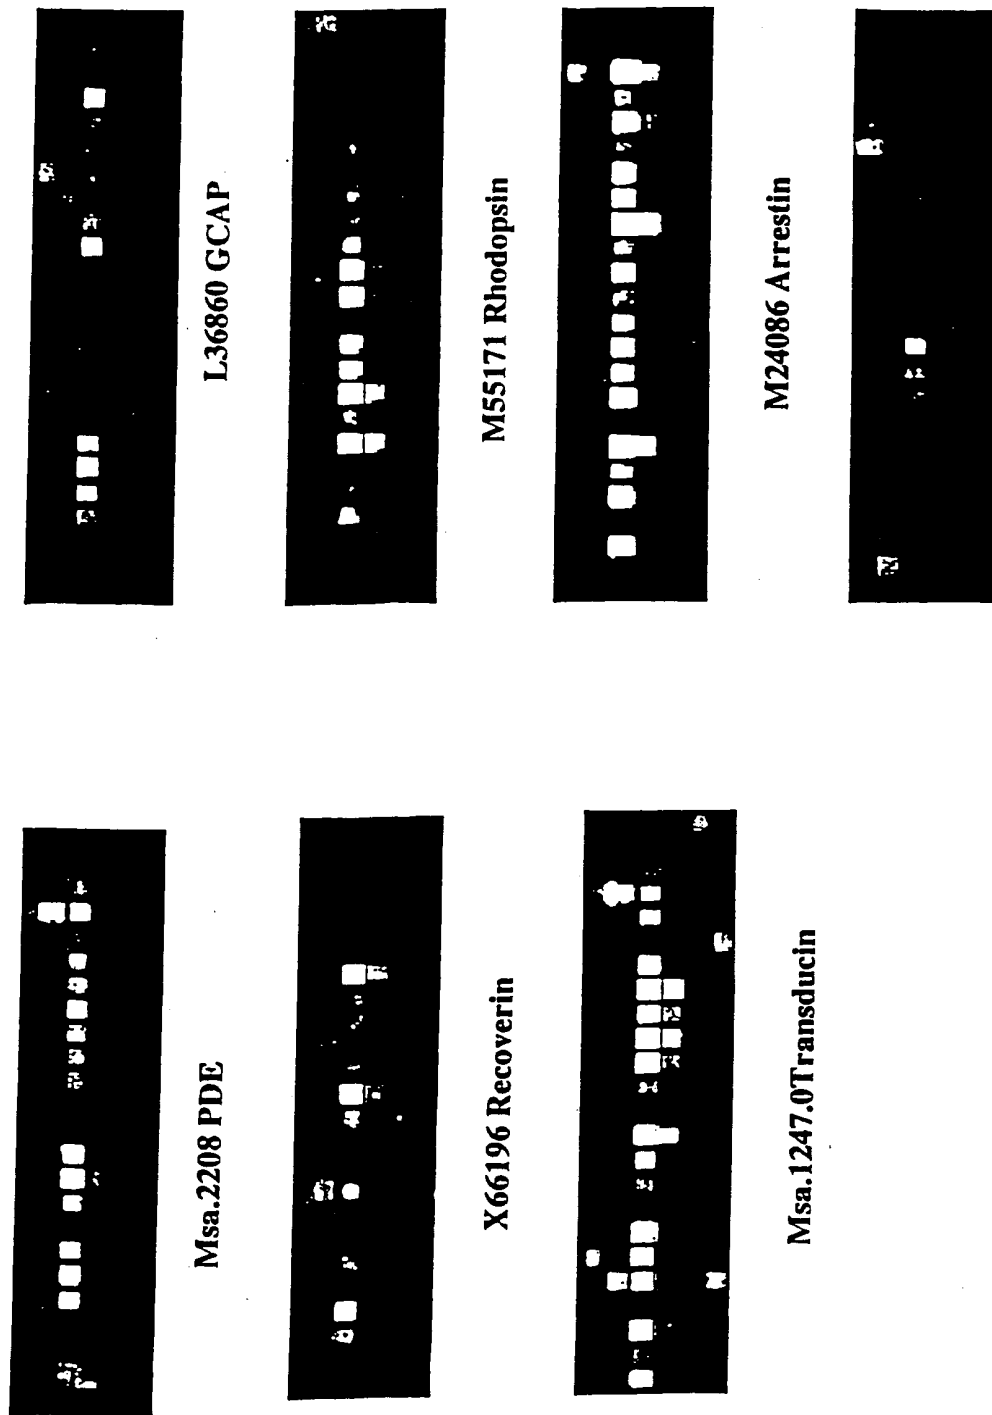 L36860 GCAP
M55171 Rhodopsin
M24086 Arrestin
Msa.2208 PDE
X66196 Recoverin
Msa.1247.0Transducin